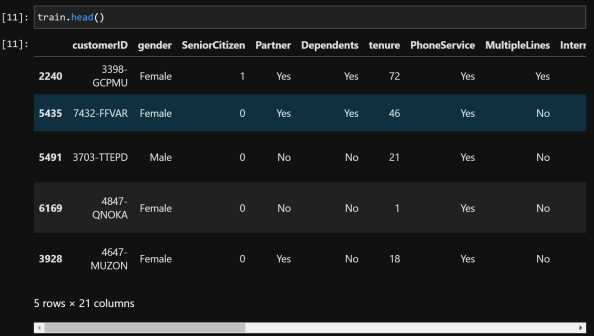 [11]: train.head()
[11]:
customerID gender SeniorCitizen Partner Dependents tenure PhoneService MultipleLines Intern
2240 3398-GCPMU Female 1 Yes Yes 72 Yes Yes
5435 7432-FFVAR Female 0 Yes Yes 46 Yes No
5491 3703-TTEPD Male 0 No No 21 Yes No
6169 4847-QNOKA Female 0 No No 1 Yes No
3928 4647-MUZON Female 0 Yes No 18 Yes No
5 rows × 21 columns